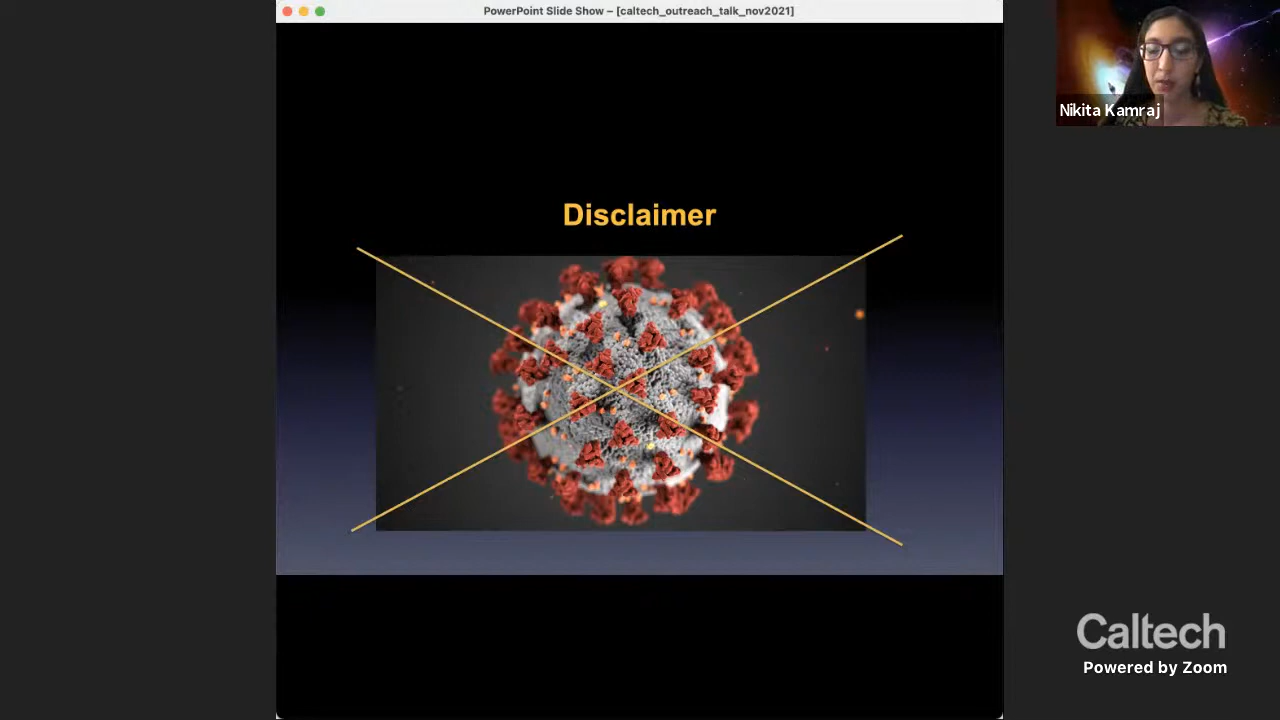 PowerPoint Slide Show – [caltech_outreach_talk_nov2021]
Nikita Kamraj
Disclaimer
Caltech
Powered by Zoom